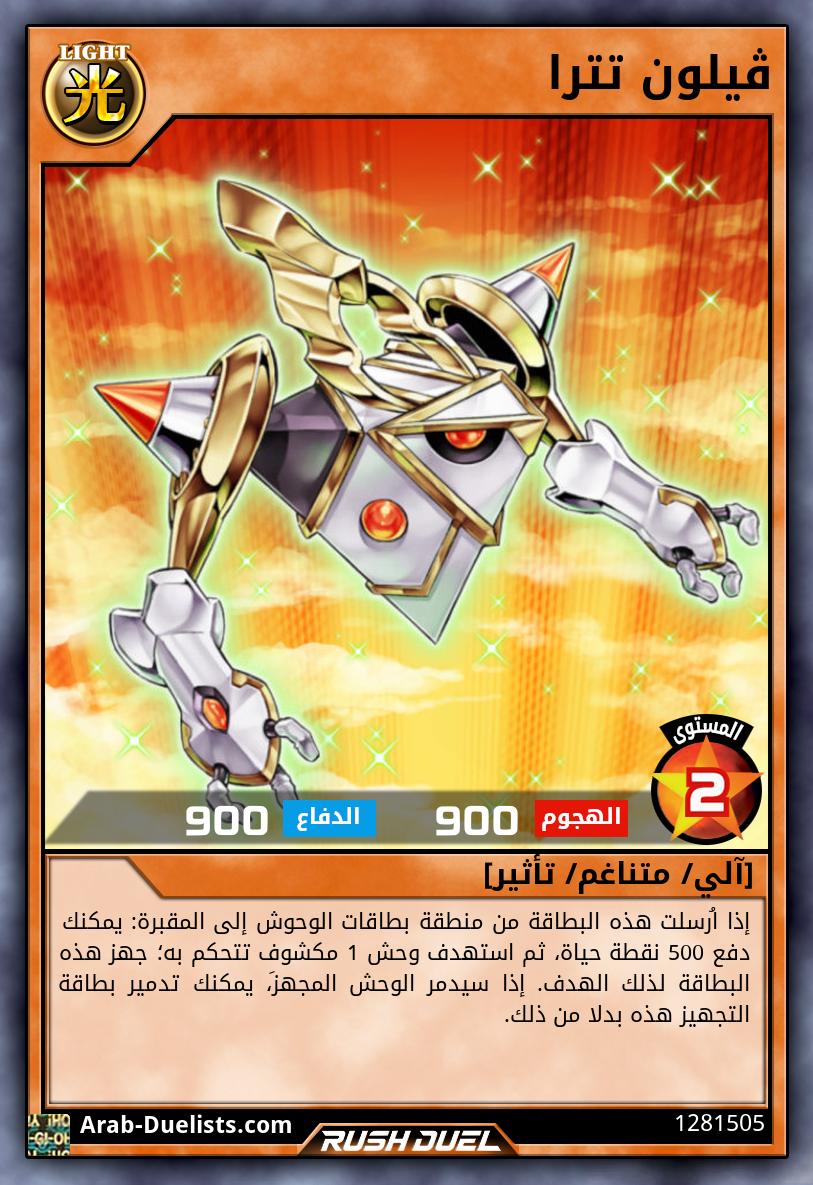 LIGHT
光
ڤيلون تترا
المستوى
2
الهجوم 900
الدفاع 900
[آلي/ متناغم/ تأثير]
إذا أُرسلت هذه البطاقة من منطقة بطاقات الوحوش إلى المقبرة: يمكنك
دفع 500 نقطة حياة، ثم استهدف وحش 1 مكشوف تتحكم به؛ جهز هذه
البطاقة لذلك الهدف. إذا سيدمر الوحش المجهزَ، يمكنك تدمير بطاقة
التجهيز هذه بدلا من ذلك.
Arab-Duelists.com
RUSH DUEL
1281505